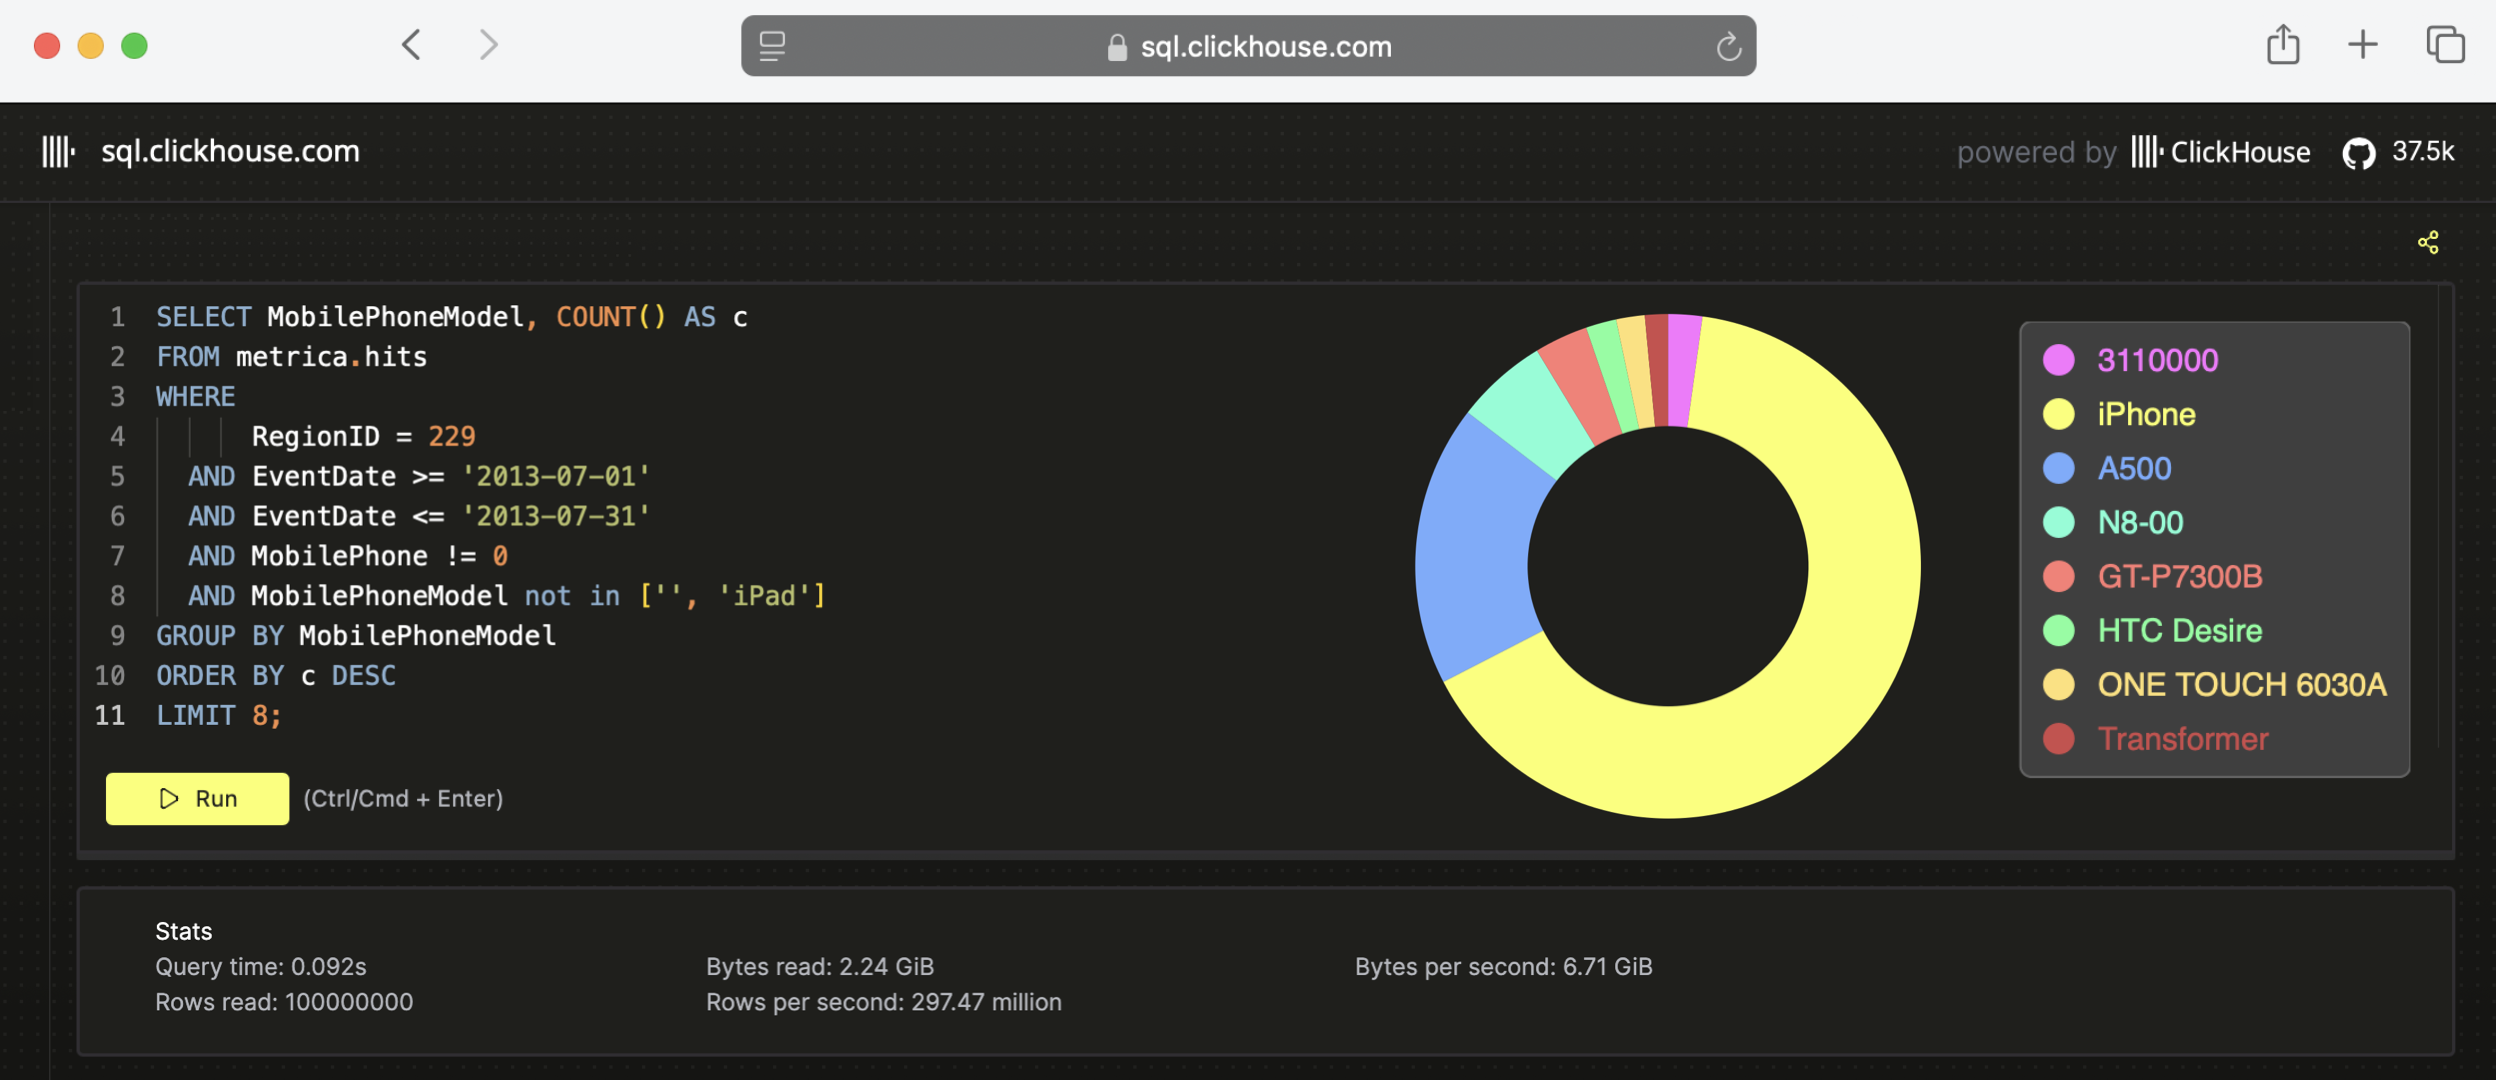 sql.clickhouse.com
sql.clickhouse.com
powered by ClickHouse 37.5k
1 SELECT MobilePhoneModel, COUNT() AS c
2 FROM metrica.hits
3 WHERE
4 RegionID = 229
5 AND EventDate >= '2013-07-01'
6 AND EventDate <= '2013-07-31'
7 AND MobilePhone != 0
8 AND MobilePhoneModel not in ['', 'iPad']
9 GROUP BY MobilePhoneModel
10 ORDER BY c DESC
11 LIMIT 8;
Run (Ctrl/Cmd + Enter)
3110000
iPhone
A500
N8-00
GT-P7300B
HTC Desire
ONE TOUCH 6030A
Transformer
Stats
Query time: 0.092s
Rows read: 100000000
Bytes read: 2.24 GiB
Rows per second: 297.47 million
Bytes per second: 6.71 GiB